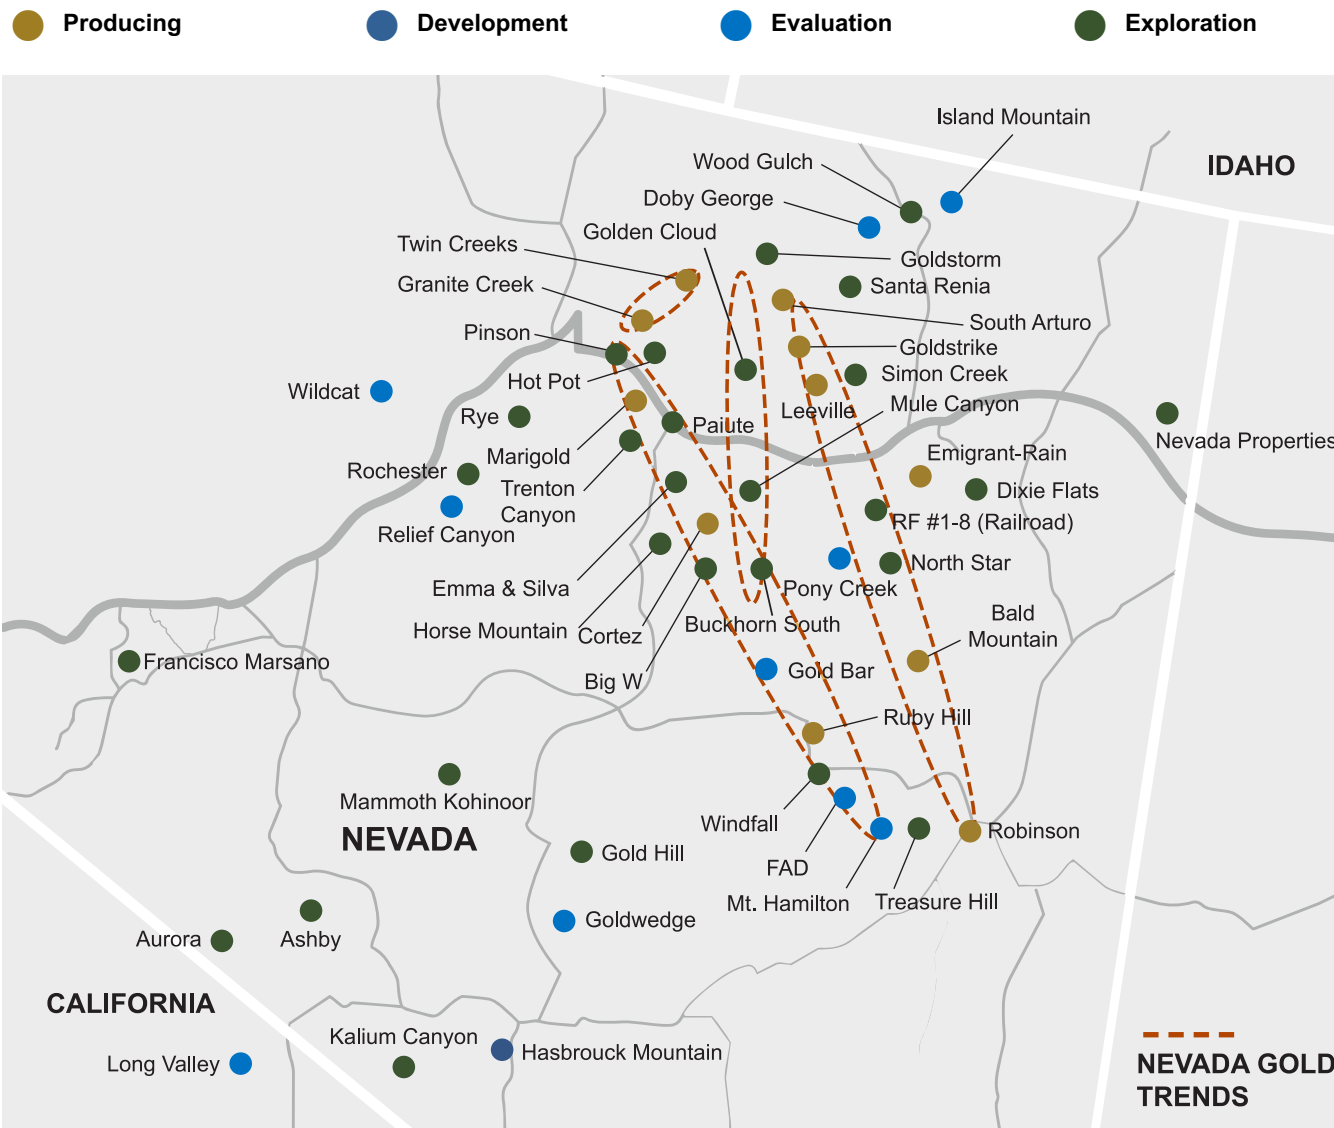 Producing
Development
Evaluation
Exploration
Island Mountain
Wood Gulch
IDAHO
Doby George
Golden Cloud
Twin Creeks
Goldstorm
Granite Creek
Santa Renia
South Arturo
Pinson
Goldstrike
Hot Pot
Simon Creek
Wildcat
Leeville
Mule Canyon
Rye
Paiute
Nevada Properties
Marigold
Emigrant-Rain
Rochester
Trenton
Canyon
Dixie Flats
RF #1-8 (Railroad)
Relief Canyon
North Star
Emma & Silva
Pony Creek
Bald
Mountain
Horse Mountain
Cortez
Buckhorn South
Francisco Marsano
Gold Bar
Big W
Ruby Hill
Mammoth Kohinoor
NEVADA
Windfall
Robinson
Gold Hill
FAD
Mt. Hamilton
Treasure Hill
Goldwedge
Aurora
Ashby
CALIFORNIA
Kalium Canyon
Hasbrouck Mountain
Long Valley
NEVADA GOLD
TRENDS